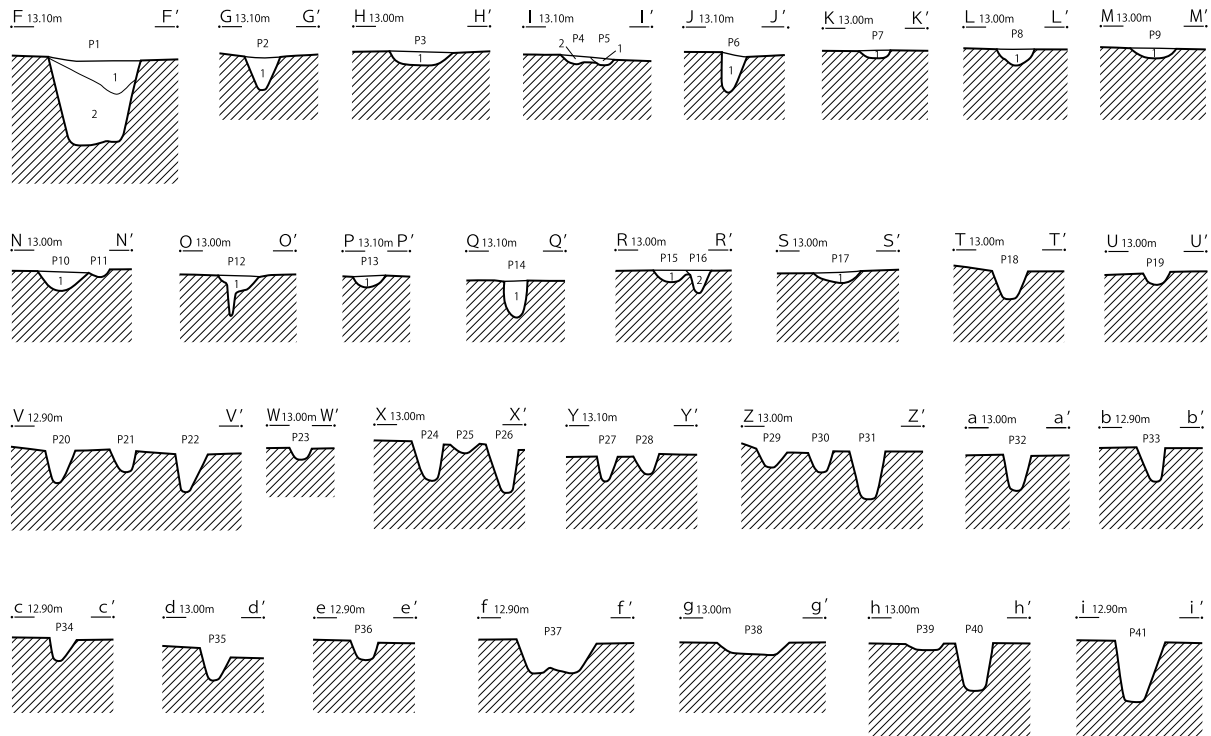 F 13.10m F′
P1
1
2
G 13.10m G′
P2
1
H 13.00m H′
P3
1
I 13.10m I′
2 P4 P5 1
J 13.10m J′
P6
1
K 13.00m K′
P7
1
L 13.00m L′
P8
1
M 13.00m M′
P9
1
N 13.00m N′
P10 P11
1
O 13.00m O′
P12
1
P 13.10m P′
P13
1
Q 13.10m Q′
P14
1
R 13.00m R′
P15 P16
1 2
S 13.00m S′
P17
1
T 13.00m T′
P18
U 13.00m U′
P19
V 12.90m V′
P20 P21 P22
W 13.00m W′
P23
X 13.00m X′
P24 P25 P26
Y 13.10m Y′
P27 P28
Z 13.00m Z′
P29 P30 P31
a 13.00m a′
P32
b 12.90m b′
P33
c 12.90m c′
P34
d 13.00m d′
P35
e 12.90m e′
P36
f 12.90m f′
P37
g 13.00m g′
P38
h 13.00m h′
P39 P40
i 12.90m i′
P41